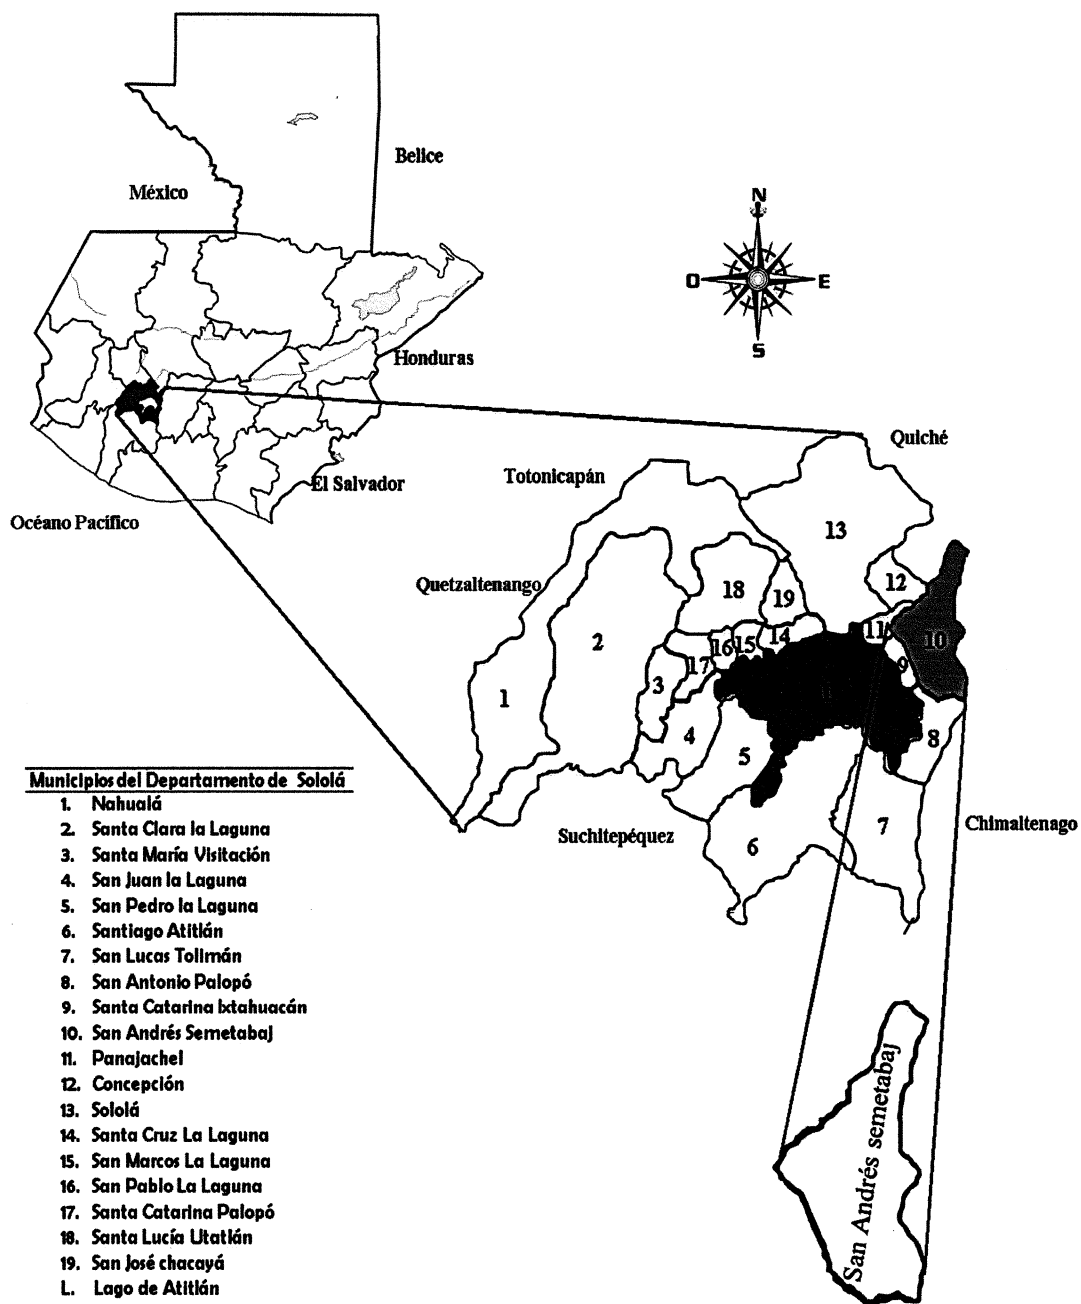 Belice
México
N
O
E
S
Honduras
Quiché
Totonicapán
El Salvador
Océano Pacífico
13
Quetzaltenango
12
18
19
2
11
10
14
16
15
17
9
3
1
4
8
5
7
Chimaltenago
Suchitepéquez
6
Municipios del Departamento de Sololá
1. Nahualá
2. Santa Clara la Laguna
3. Santa María Visitación
4. San Juan la Laguna
5. San Pedro la Laguna
6. Santiago Atitlán
7. San Lucas Tolimán
8. San Antonio Palopó
9. Santa Catarina Ixtahuacán
10. San Andrés Semetabaj
11. Panajachel
12. Concepción
13. Sololá
14. Santa Cruz La Laguna
15. San Marcos La Laguna
16. San Pablo La Laguna
17. Santa Catarina Palopó
18. Santa Lucía Utatlán
19. San José chacayá
L. Lago de Atitlán
San Andrés semetabaj